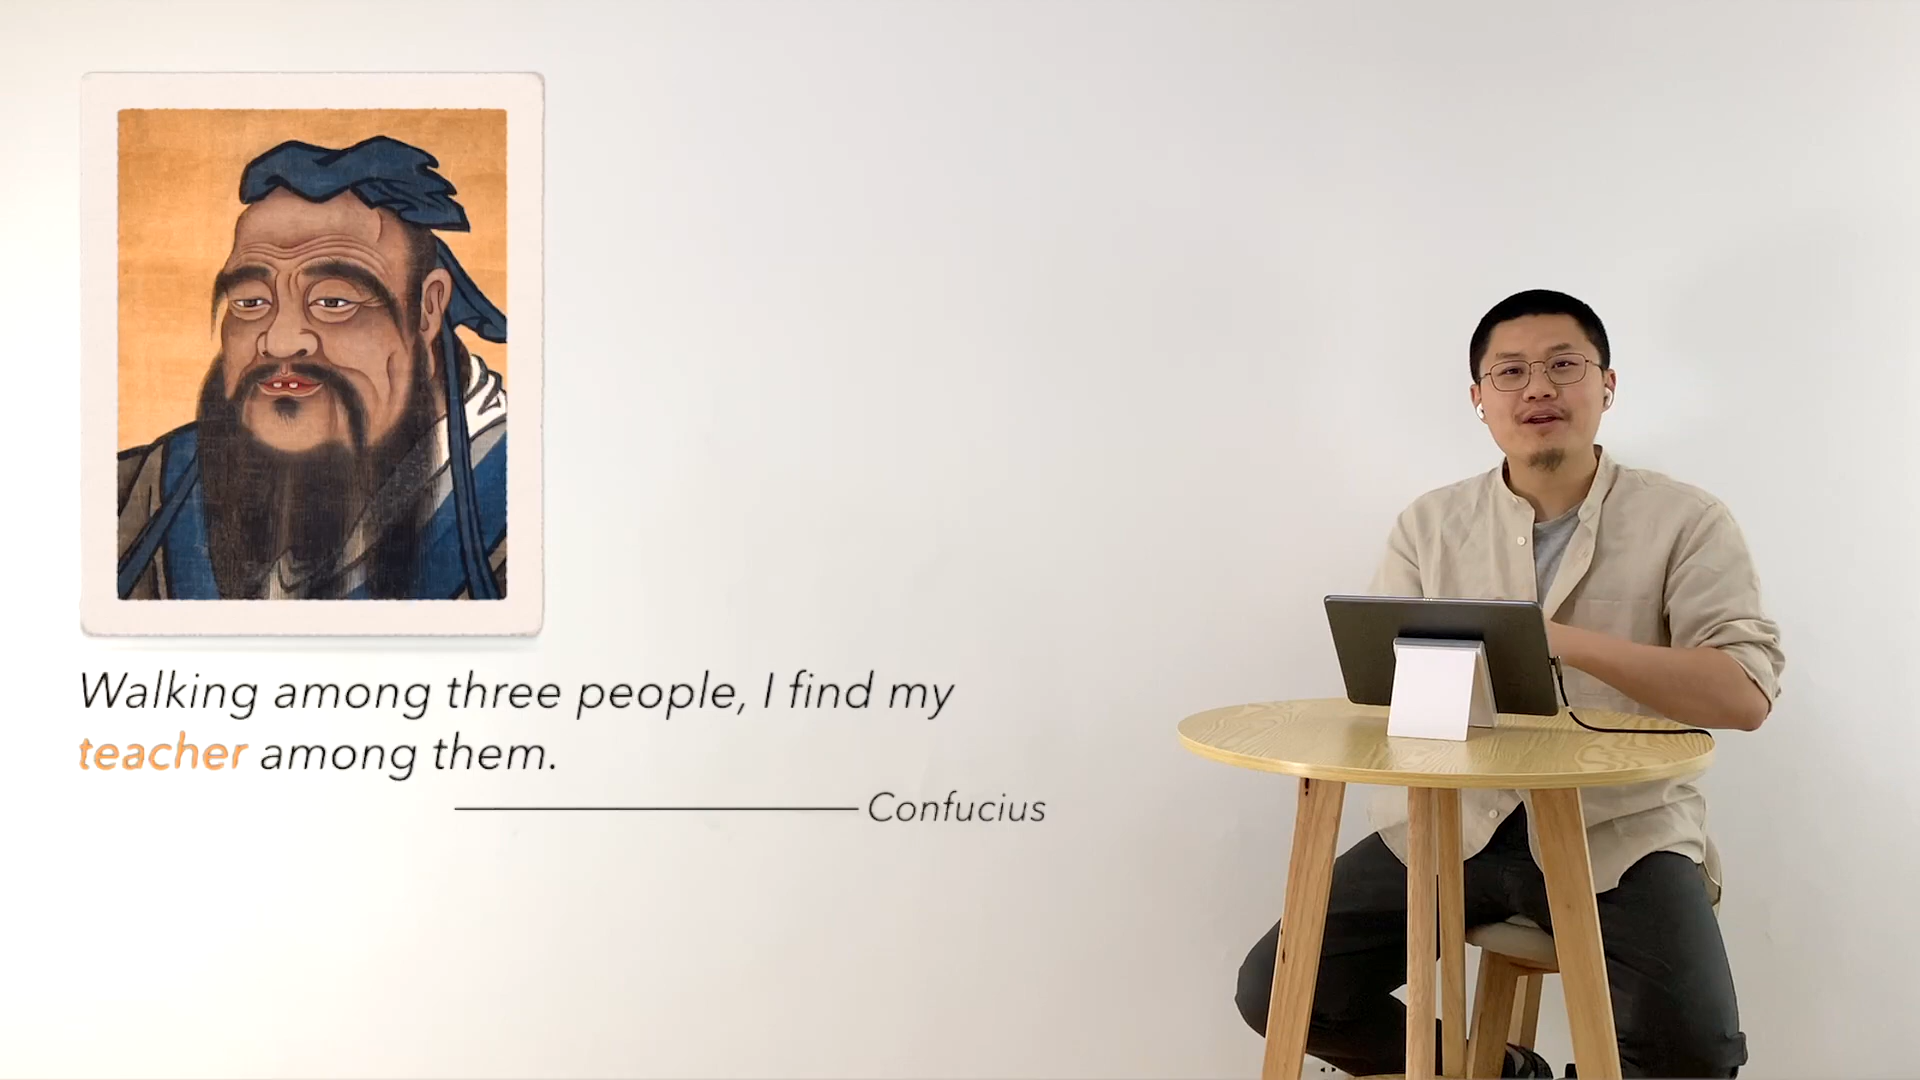 Walking among three people, I find my
teacher among them.
Confucius